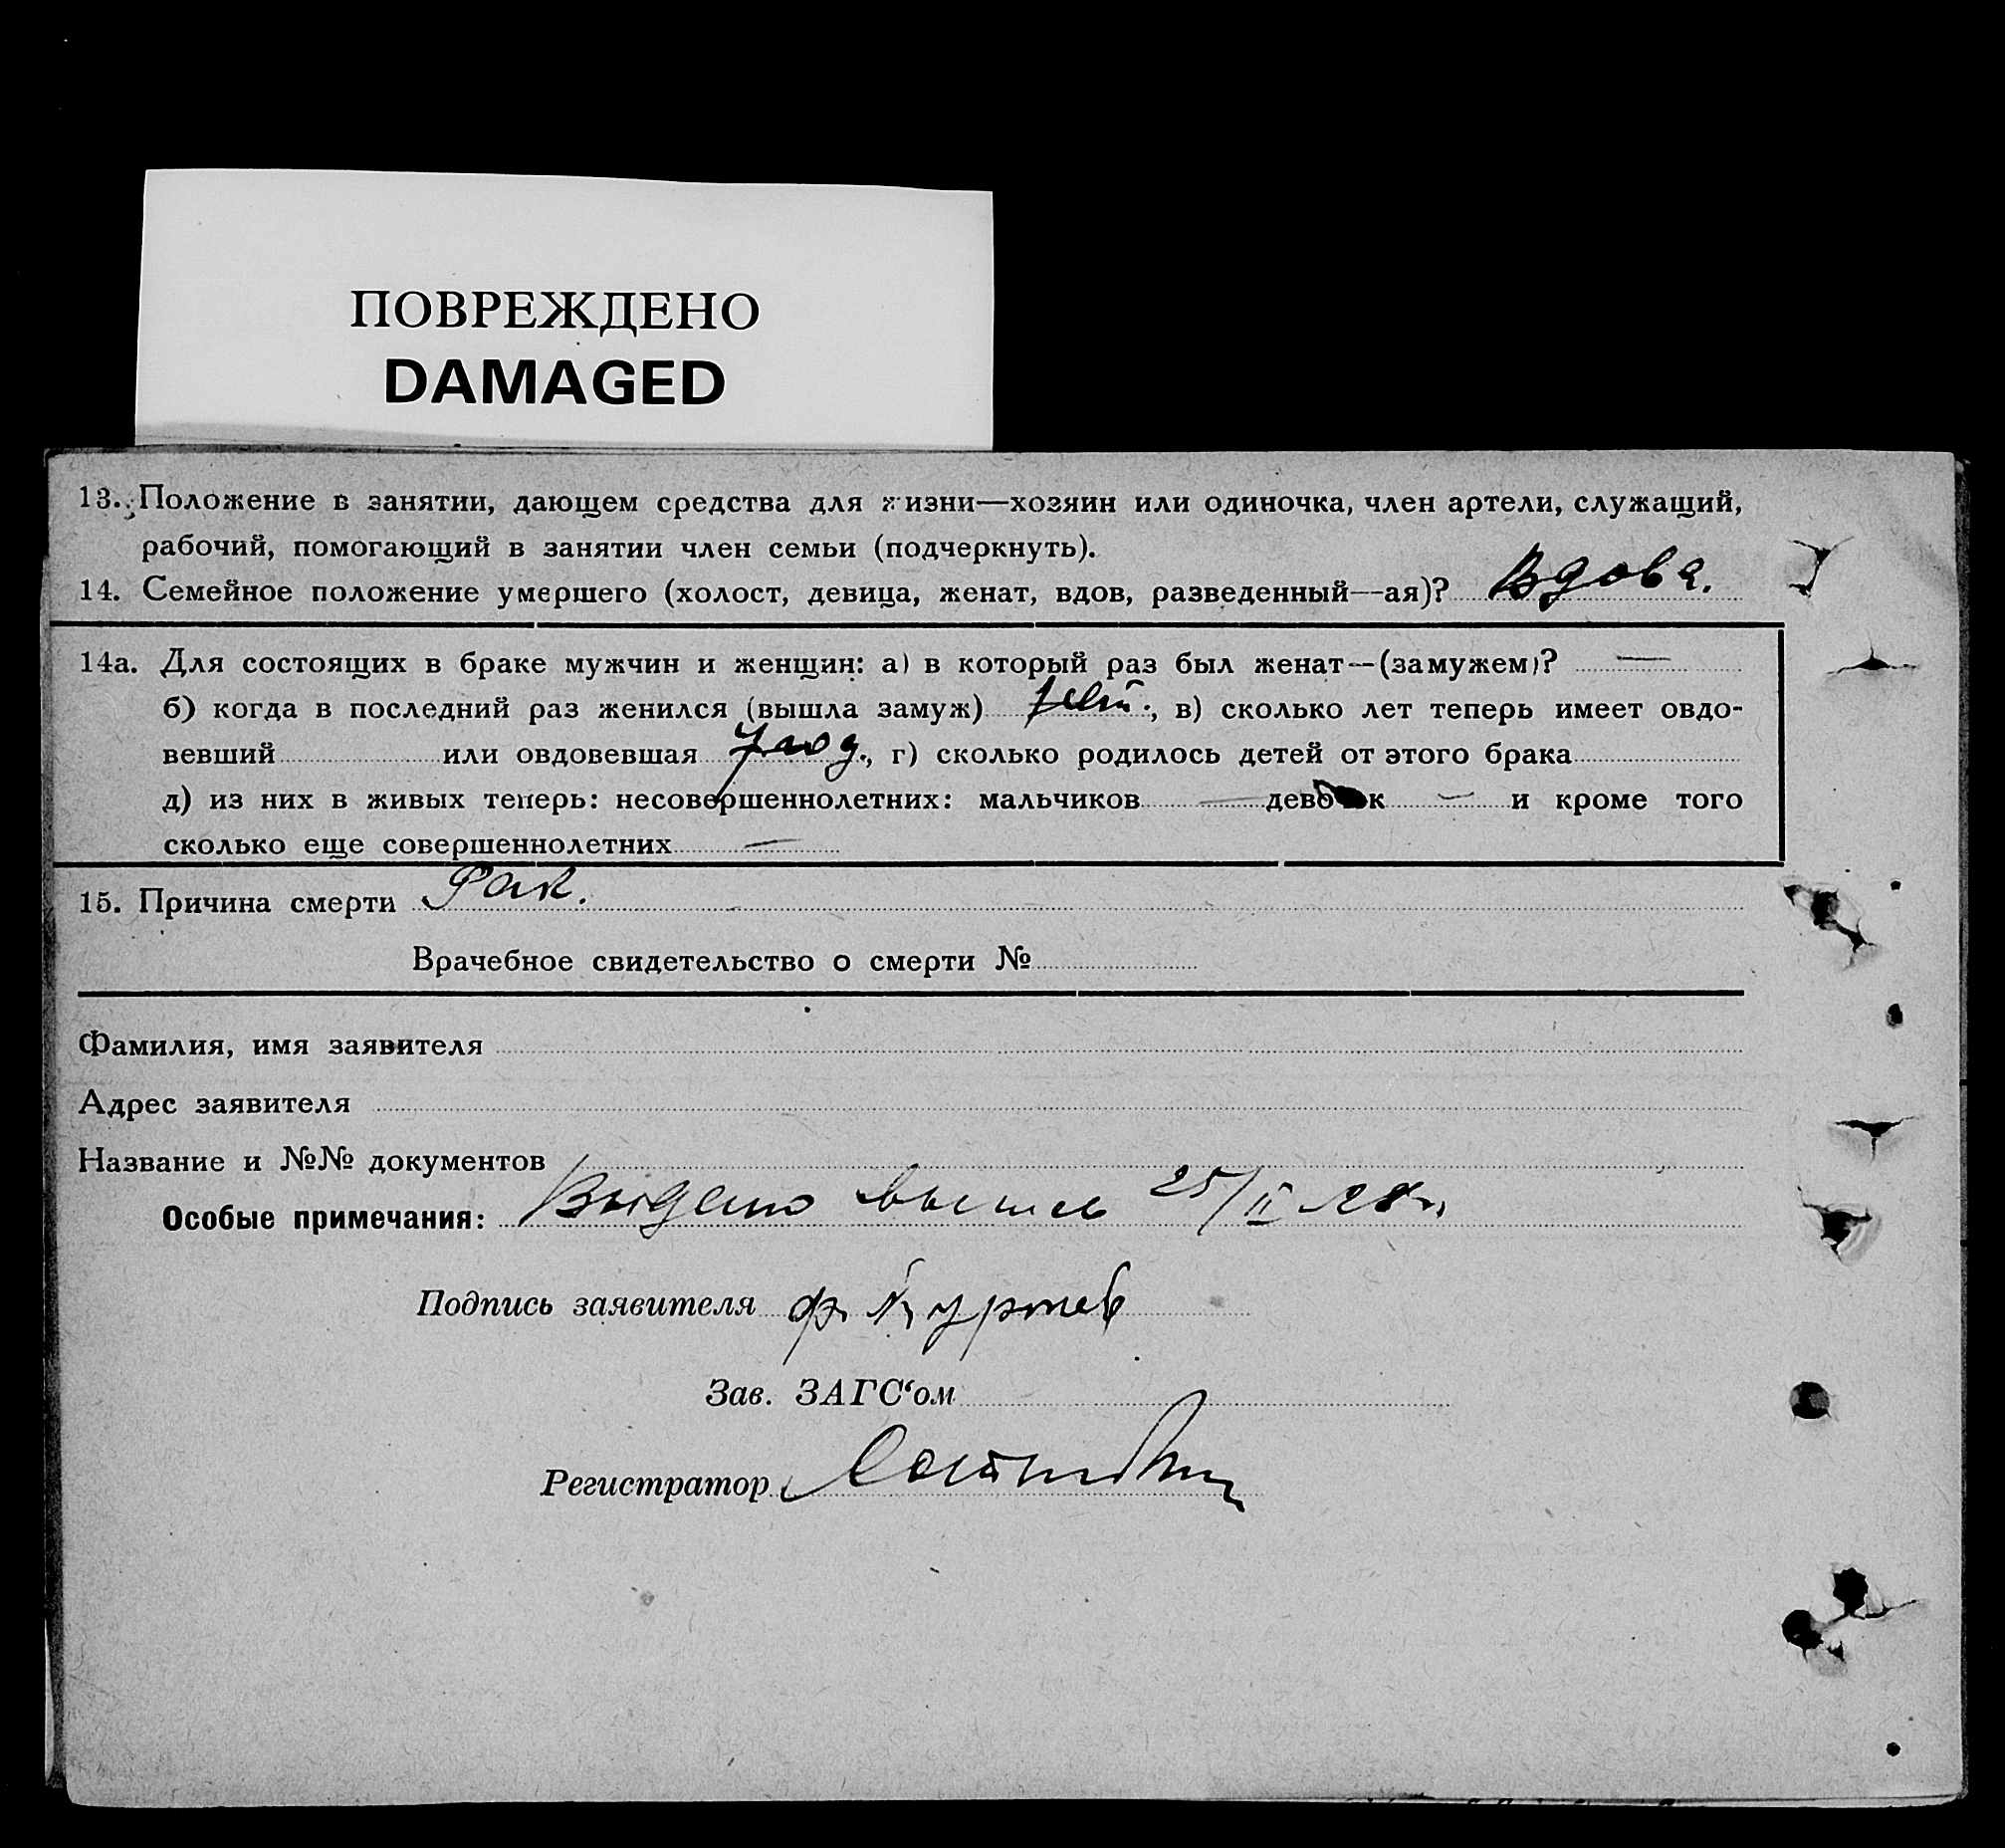 ПОВРЕЖДЕНО
DAMAGED
13. Положение в занятии, дающем средства для жизни—хозяин или одиночка, член артели, служащий,
рабочий, помогающий в занятии член семьи (подчеркнуть).
14. Семейное положение умершего (холост, девица, женат, вдов, разведенный—ая)? Вдова.
14а. Для состоящих в браке мужчин и женщин: а) в который раз был женат—(замужем)? —
б) когда в последний раз женился (вышла замуж) , в) сколько лет теперь имеет овдо-
вевший или овдовевшая , г) сколько родилось детей от этого брака
д) из них в живых теперь: несовершеннолетних: мальчиков — девочек — и кроме того
сколько еще совершеннолетних —
15. Причина смерти Рак.
Врачебное свидетельство о смерти №
Фамилия, имя заявителя
Адрес заявителя
Название и №№ документов
Особые примечания: Выдано 25/II 28 г.
Подпись заявителя
Зав. ЗАГС‘ом
Регистратор